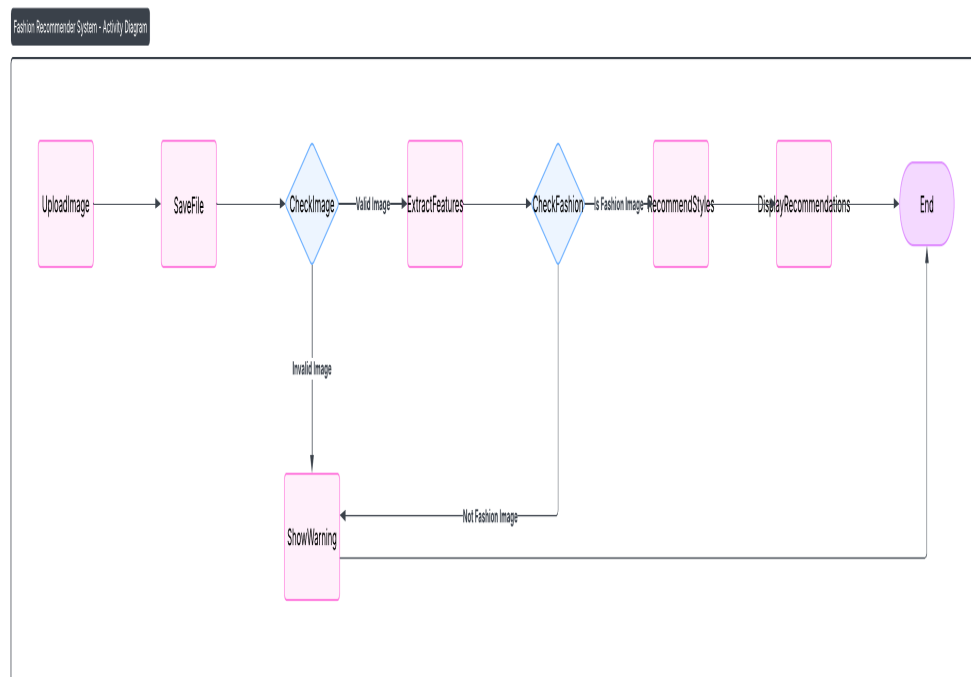 Fashion Recommender System - Activity Diagram
UploadImage
SaveFile
CheckImage
Valid Image
ExtractFeatures
CheckFashion
Is Fashion Image
RecommendStyles
DisplayRecommendations
End
Invalid Image
Not Fashion Image
ShowWarning